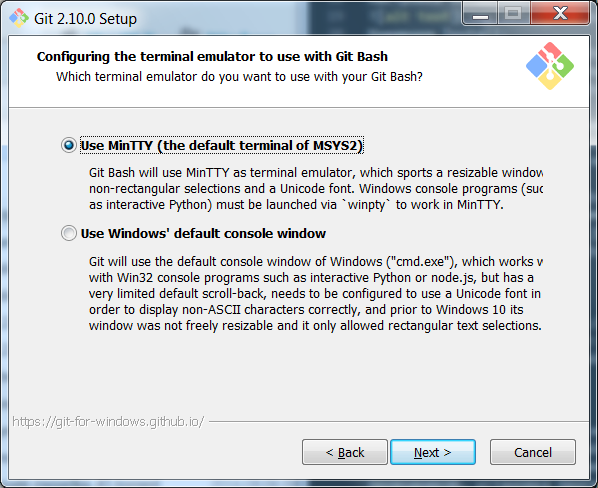 Git 2.10.0 Setup
Configuring the terminal emulator to use with Git Bash
Which terminal emulator do you want to use with your Git Bash?
Use MinTTY (the default terminal of MSYS2)
Git Bash will use MinTTY as terminal emulator, which sports a resizable window
non-rectangular selections and a Unicode font. Windows console programs (suc
as interactive Python) must be launched via `winpty` to work in MinTTY.
Use Windows' default console window
Git will use the default console window of Windows ("cmd.exe"), which works w
with Win32 console programs such as interactive Python or node.js, but has a
very limited default scroll-back, needs to be configured to use a Unicode font in
order to display non-ASCII characters correctly, and prior to Windows 10 its
window was not freely resizable and it only allowed rectangular text selections.
https://git-for-windows.github.io/
< Back
Next >
Cancel